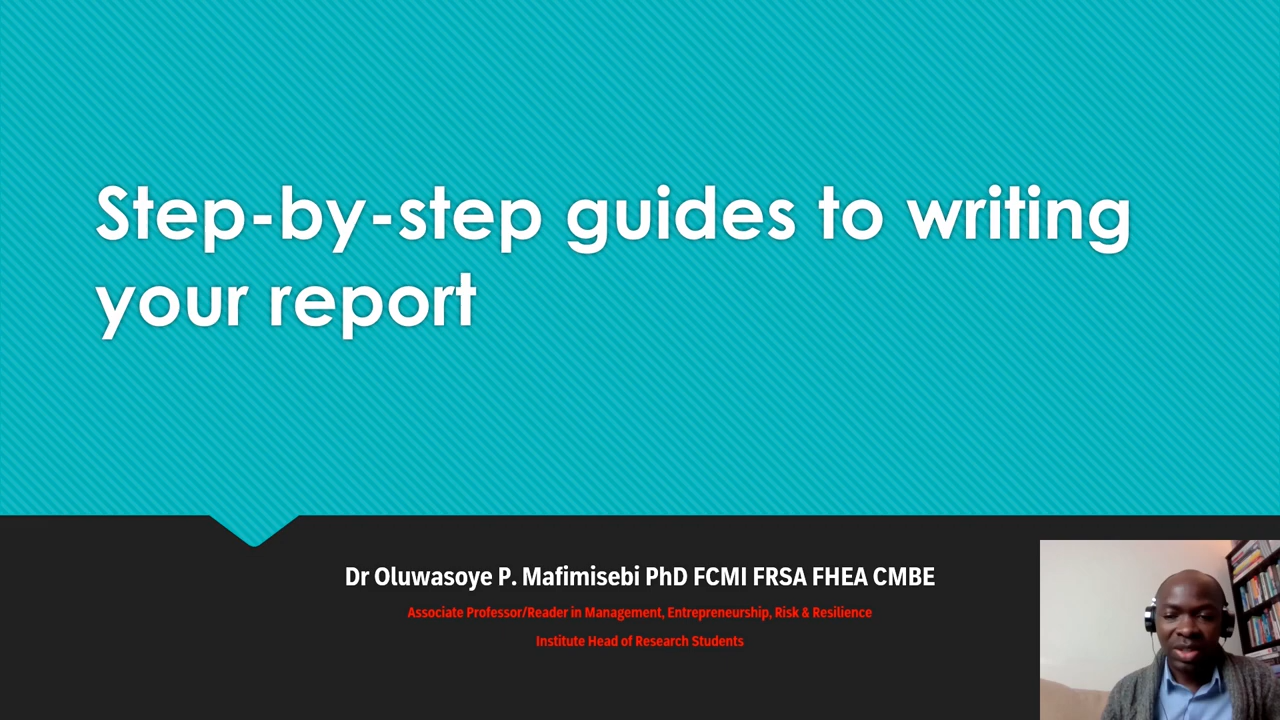 Step-by-step guides to writing
your report
Dr Oluwasoye P. Mafimisebi PhD FCMI FRSA FHEA CMBE
Associate Professor/Reader in Management, Entrepreneurship, Risk & Resilience
Institute Head of Research Students